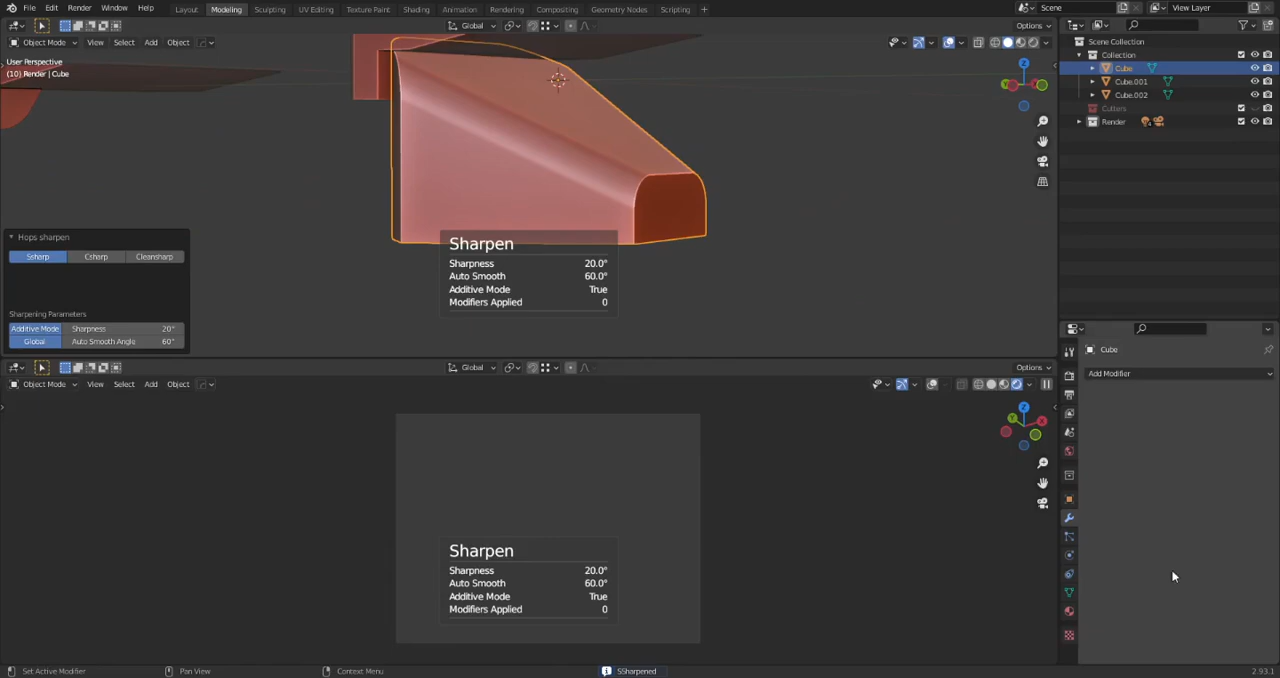 File Edit Render Window Help Layout Modeling Sculpting UV Editing Texture Paint Shading Animation Rendering Compositing Geometry Nodes Scripting + Scene View Layer
Global Options
Object Mode View Select Add Object
User Perspective
(10) Render | Cube
Z
Y
Hops sharpen
Ssharp Csharp Cleansharp
Sharpening Parameters
Additive Mode Sharpness 20°
Global Auto Smooth Angle 60°
Sharpen
Sharpness 20.0°
Auto Smooth 60.0°
Additive Mode True
Modifiers Applied 0
Global Options
Object Mode View Select Add Object
Z
Y X
Sharpen
Sharpness 20.0°
Auto Smooth 60.0°
Additive Mode True
Modifiers Applied 0
Scene Collection
Collection
Cube
Cube.001
Cube.002
Cutters
Render
Cube
Add Modifier
Set Active Modifier Pan View Context Menu SSharpened 2.93.1